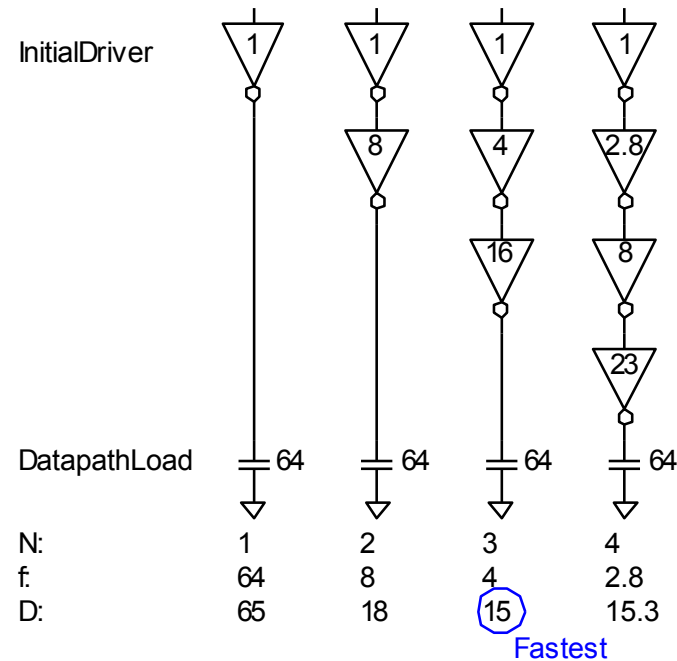 InitialDriver 1 1 1 1
8 4 2.8
16 8
23
DatapathLoad 64 64 64 64
N: 1 2 3 4
f: 64 8 4 2.8
D: 65 18 15 15.3
Fastest